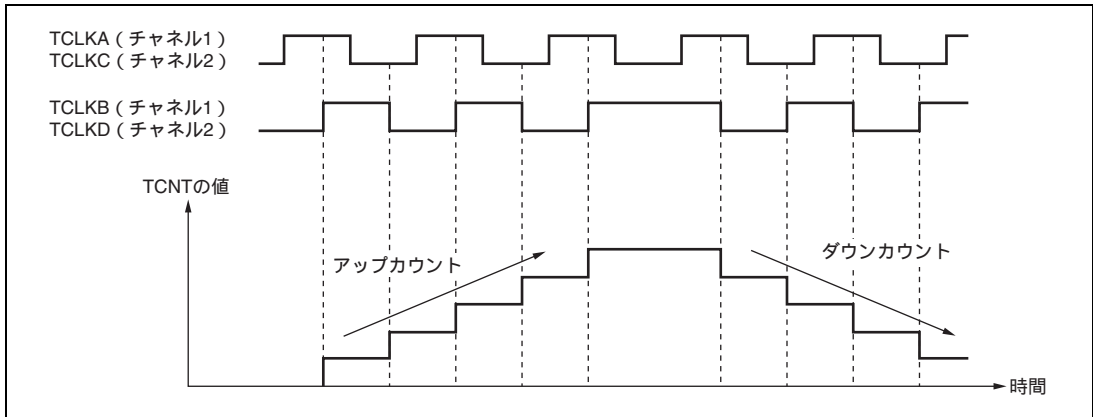 TCLKA（チャネル1）
TCLKC（チャネル2）
TCLKB（チャネル1）
TCLKD（チャネル2）
TCNTの値
アップカウント
ダウンカウント
時間